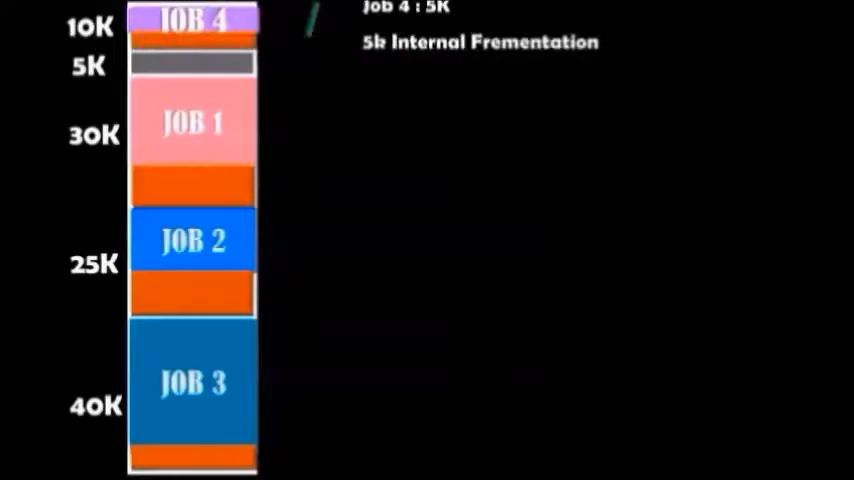 10K
JOB 4
5K
30K
JOB 1
25K
JOB 2
40K
JOB 3
Job 4 : 5K
5k Internal Frementation